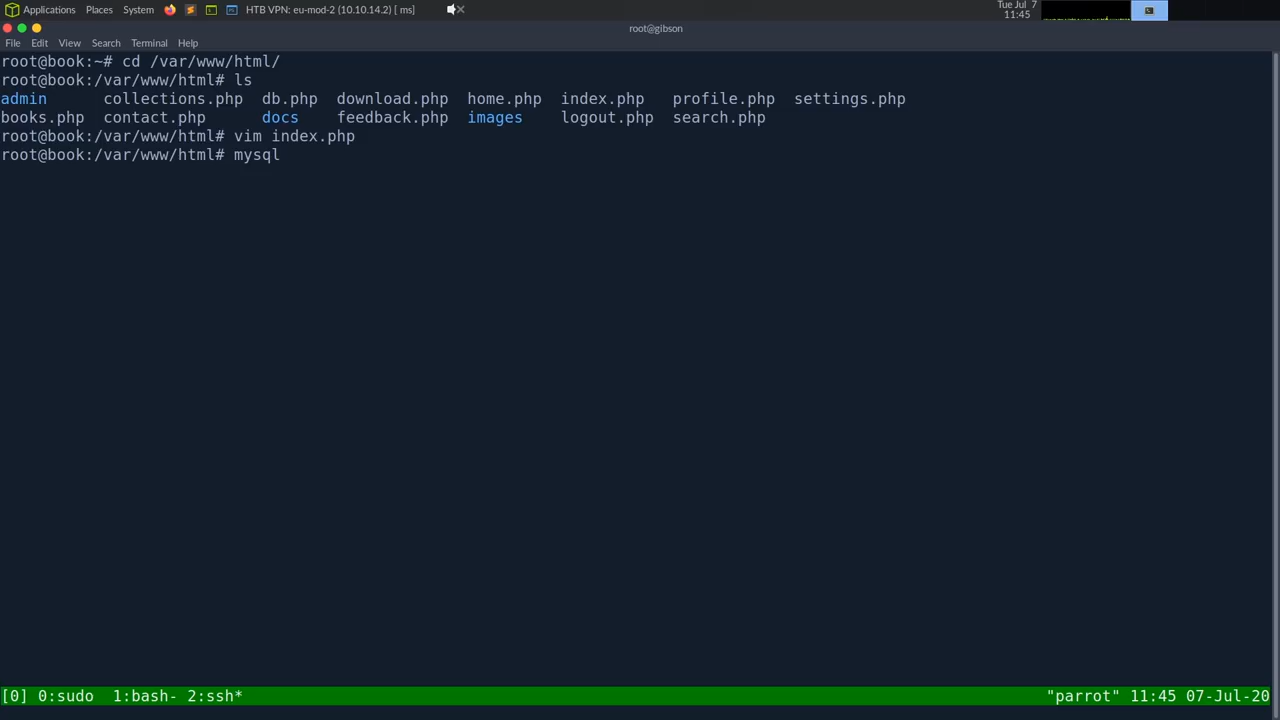 Applications Places System HTB VPN: eu-mod-2 (10.10.14.2) [ ms] Tue Jul 7
11:45
root@gibson
File Edit View Search Terminal Help
root@book:~# cd /var/www/html/
root@book:/var/www/html# ls
admin collections.php db.php download.php home.php index.php profile.php settings.php
books.php contact.php docs feedback.php images logout.php search.php
root@book:/var/www/html# vim index.php
root@book:/var/www/html# mysql
[0] 0:sudo 1:bash- 2:ssh* "parrot" 11:45 07-Jul-20